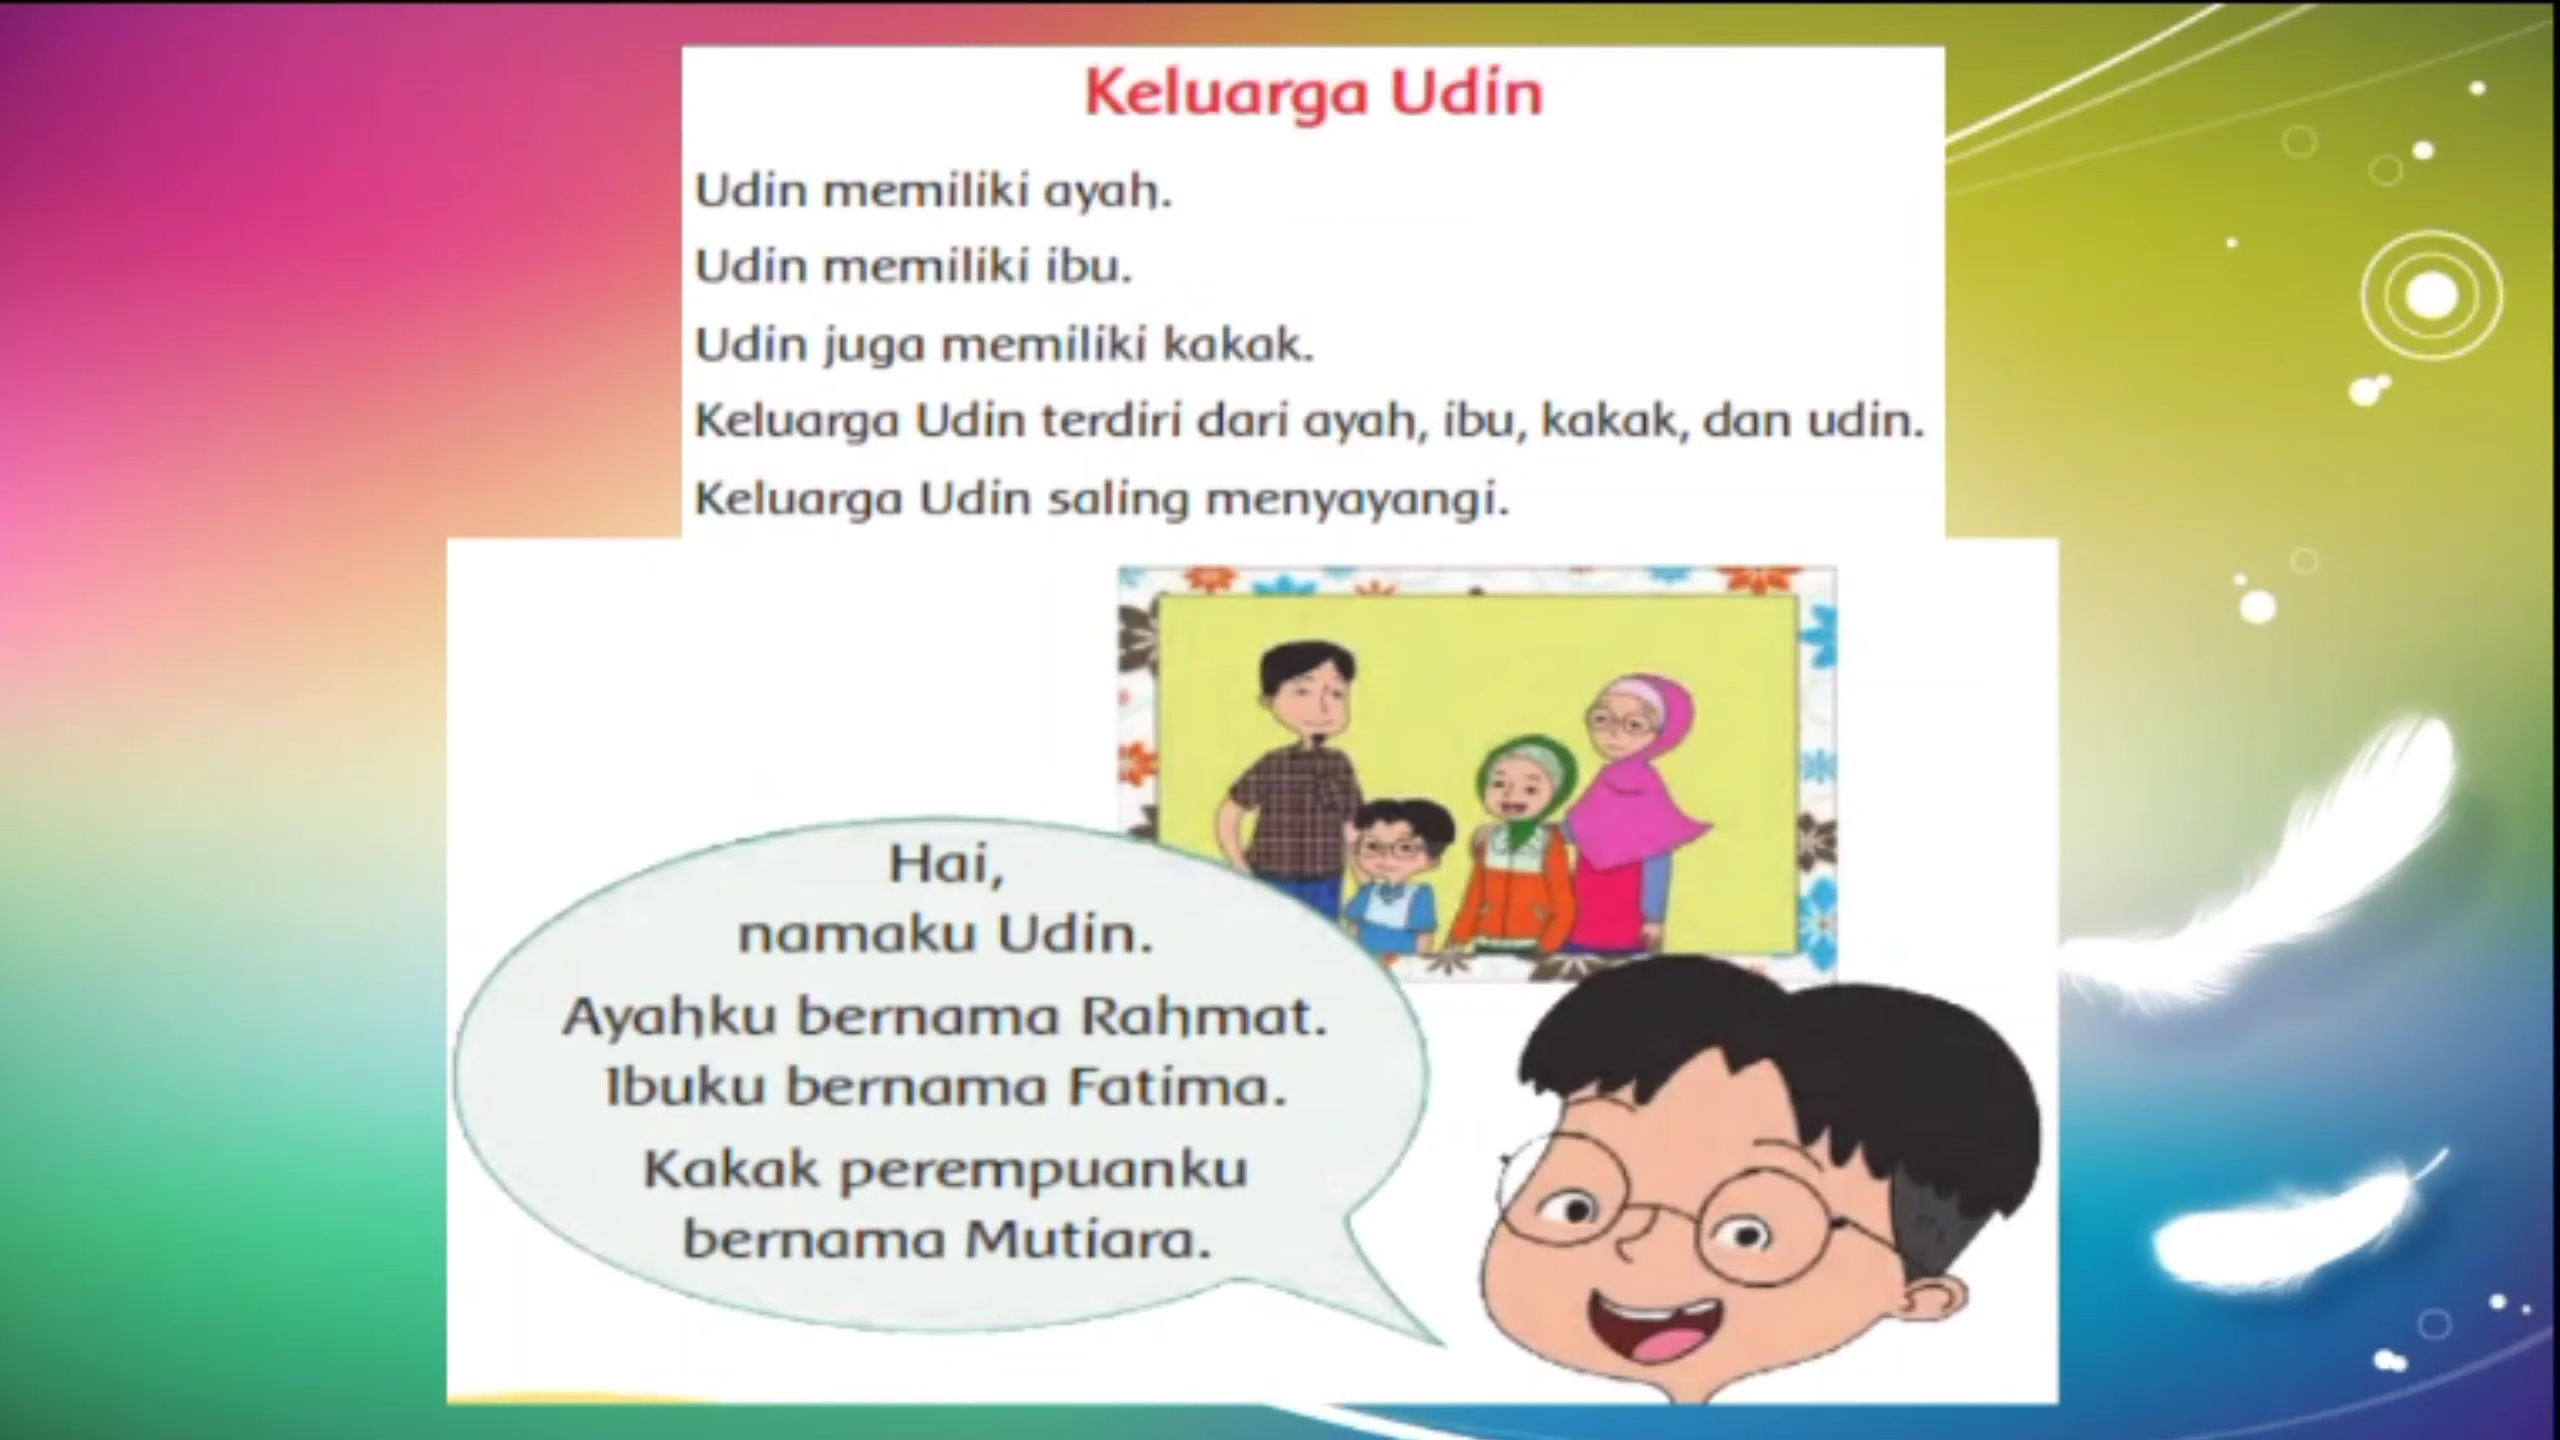 Keluarga Udin
Udin memiliki ayah.
Udin memiliki ibu.
Udin juga memiliki kakak.
Keluarga Udin terdiri dari ayah, ibu, kakak, dan udin.
Keluarga Udin saling menyayangi.
Hai,
namaku Udin.
Ayahku bernama Rahmat.
Ibuku bernama Fatima.
Kakak perempuanku
bernama Mutiara.